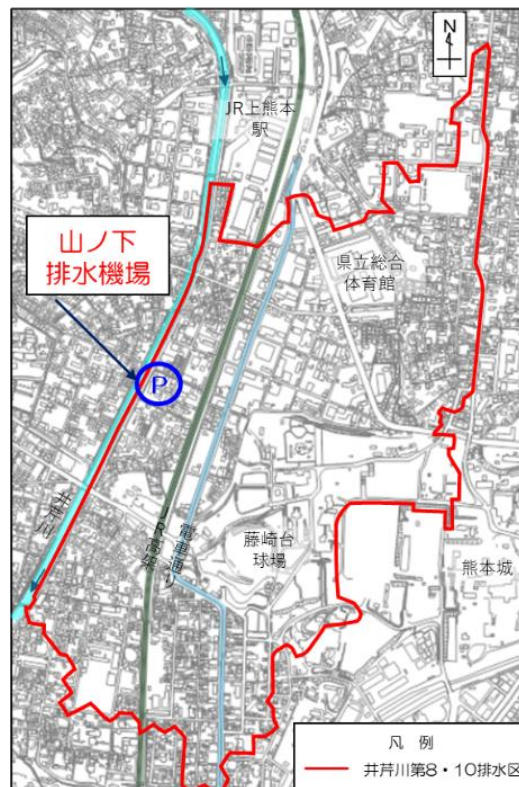 N
JR上熊本
駅
山ノ下
排水機場
県立総合
体育館
P
井芹川
JR高架
電車通り
藤崎台
球場
熊本城
凡 例
井芹川第8・10排水区